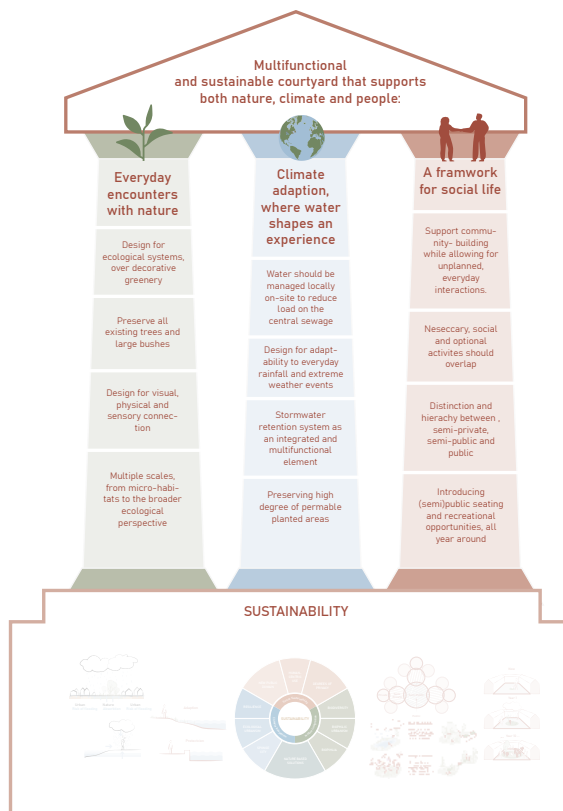 Multifunctional
and sustainable courtyard that supports
both nature, climate and people:
Everyday
encounters
with nature
Design for
ecological systems,
over decorative
greenery
Preserve all
existing trees and
large bushes
Design for visual,
physical and
sensory connec-
tion
Multiple scales,
from micro-habi-
tats to the broader
ecological
perspective
Climate
adaption,
where water
shapes an
experience
Water should be
managed locally
on-site to reduce
load on the
central sewage
Design for adapt-
ability to everyday
rainfall and extreme
weather events
Stormwater
retention system as
an integrated and
multifunctional
element
Preserving high
degree of permable
planted areas
A framwork
for social life
Support commu-
nity- building
while allowing for
unplanned,
everyday
interactions.
Neseccary, social
and optional
activites should
overlap
Distinction and
hierachy between ,
semi-private,
semi-public and
public
Introducing
(semi)public seating
and recreational
opportunities, all
year around
SUSTAINABILITY
SUSTAINABILITY